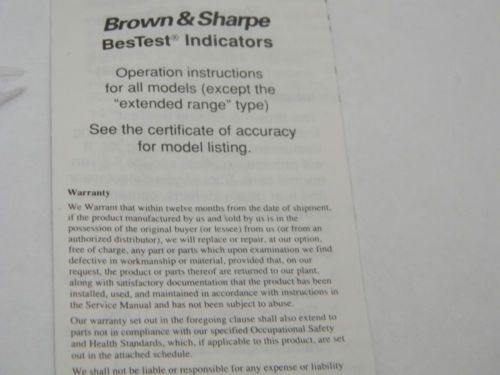 Brown & Sharpe
BesTest® Indicators
Operation instructions
for all models (except the
"extended range" type)
See the certificate of accuracy
for model listing.
Warranty
We Warrant that within twelve months from the date of shipment,
if the product manufactured by us and sold by us is in the
possession of the original buyer (or lessee) from us (or from an
authorized distributor), we will replace or repair, at our option,
free of charge, any part or parts which upon examination we find
defective in workmanship or material, provided that, on our
request, the product or parts thereof are returned to our plant,
along with satisfactory documentation that the product has been
installed, used, and maintained in accordance with instructions in
the Service Manual and has not been subject to abuse.
Our warranty set out in the foregoing clause shall also extend to
parts not in compliance with our specified Occupational Safety
and Health Standards, which, if applicable to this product, are set
out in the attached schedule.
We shall not be liable or responsible for any expense or liability